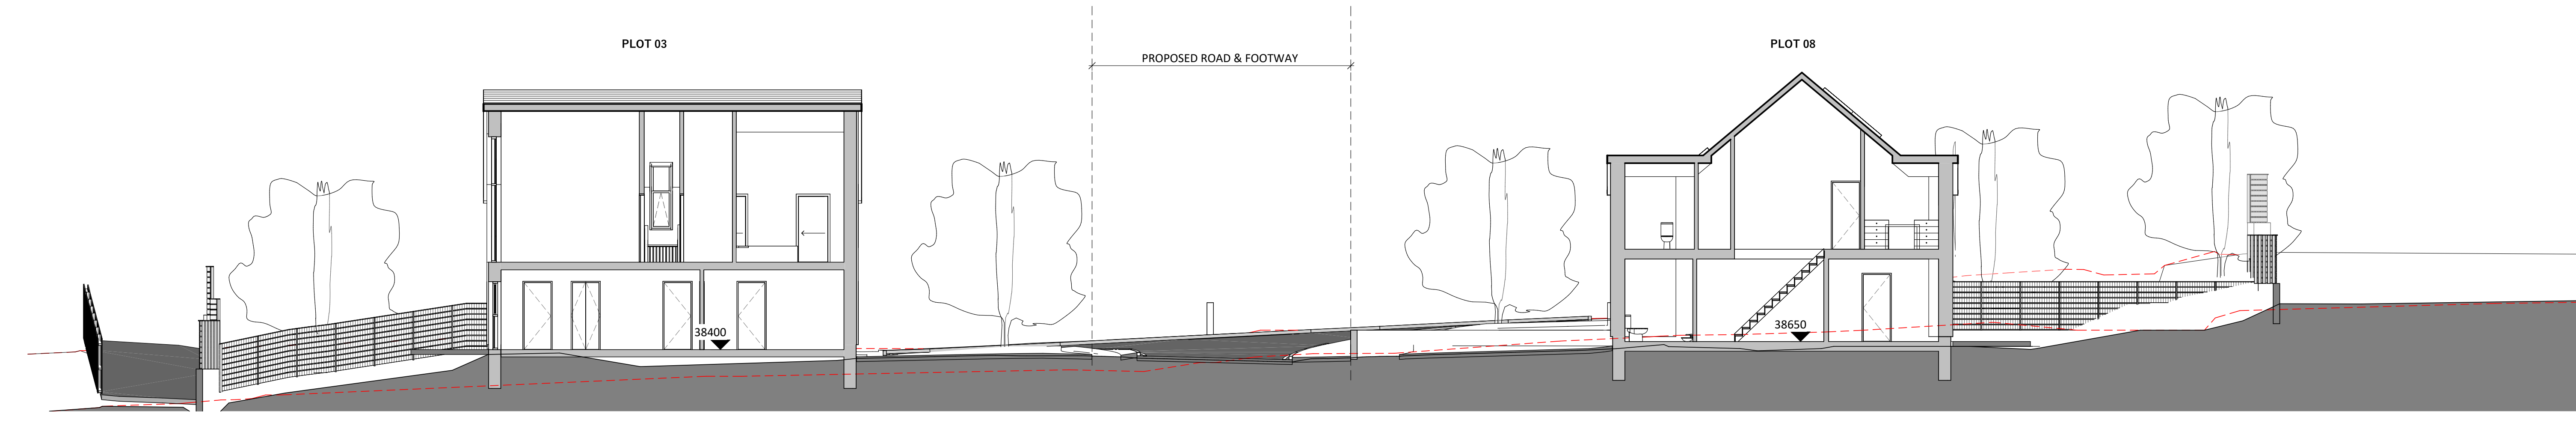 PLOT 03
PLOT 08
PROPOSED ROAD & FOOTWAY
38400
38650